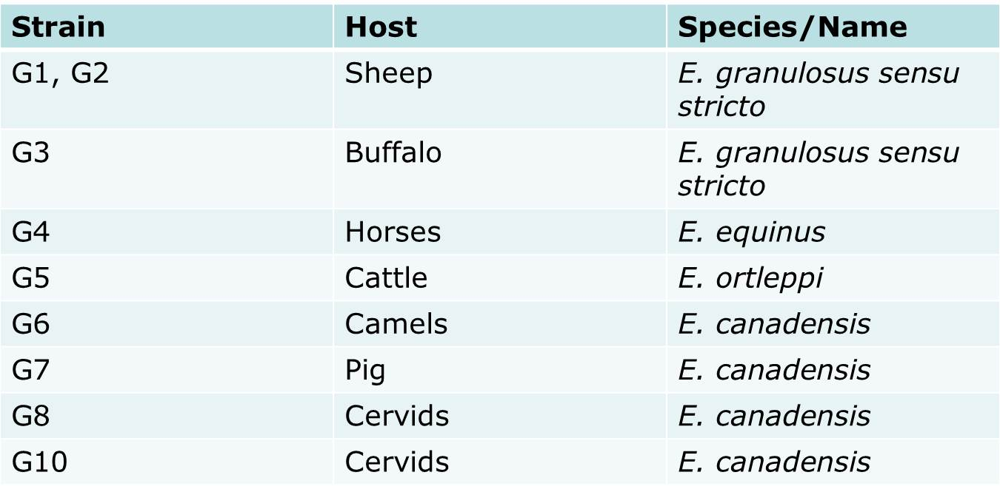 Strain Host Species/Name
G1, G2 Sheep E. granulosus sensu
stricto
G3 Buffalo E. granulosus sensu
stricto
G4 Horses E. equinus
G5 Cattle E. ortleppi
G6 Camels E. canadensis
G7 Pig E. canadensis
G8 Cervids E. canadensis
G10 Cervids E. canadensis